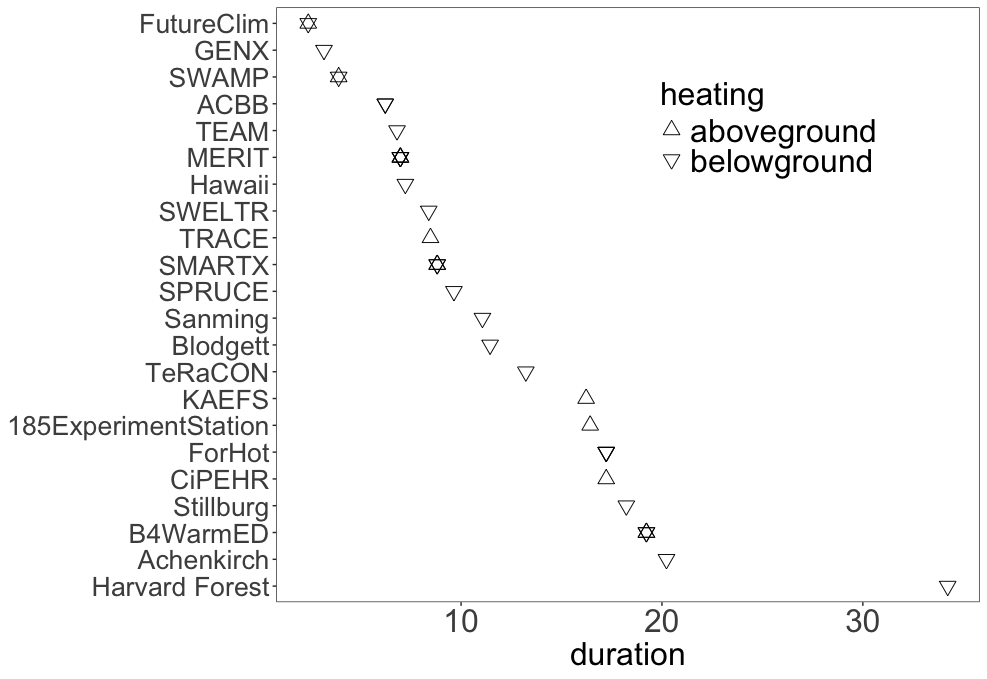 FutureClim
GENX
SWAMP
ACBB
TEAM
MERIT
Hawaii
SWELTR
TRACE
SMARTX
SPRUCE
Sanming
Blodgett
TeRaCON
KAEFS
185ExperimentStation
ForHot
CiPEHR
Stillburg
B4WarmED
Achenkirch
Harvard Forest
heating
aboveground
belowground
10 20 30
duration